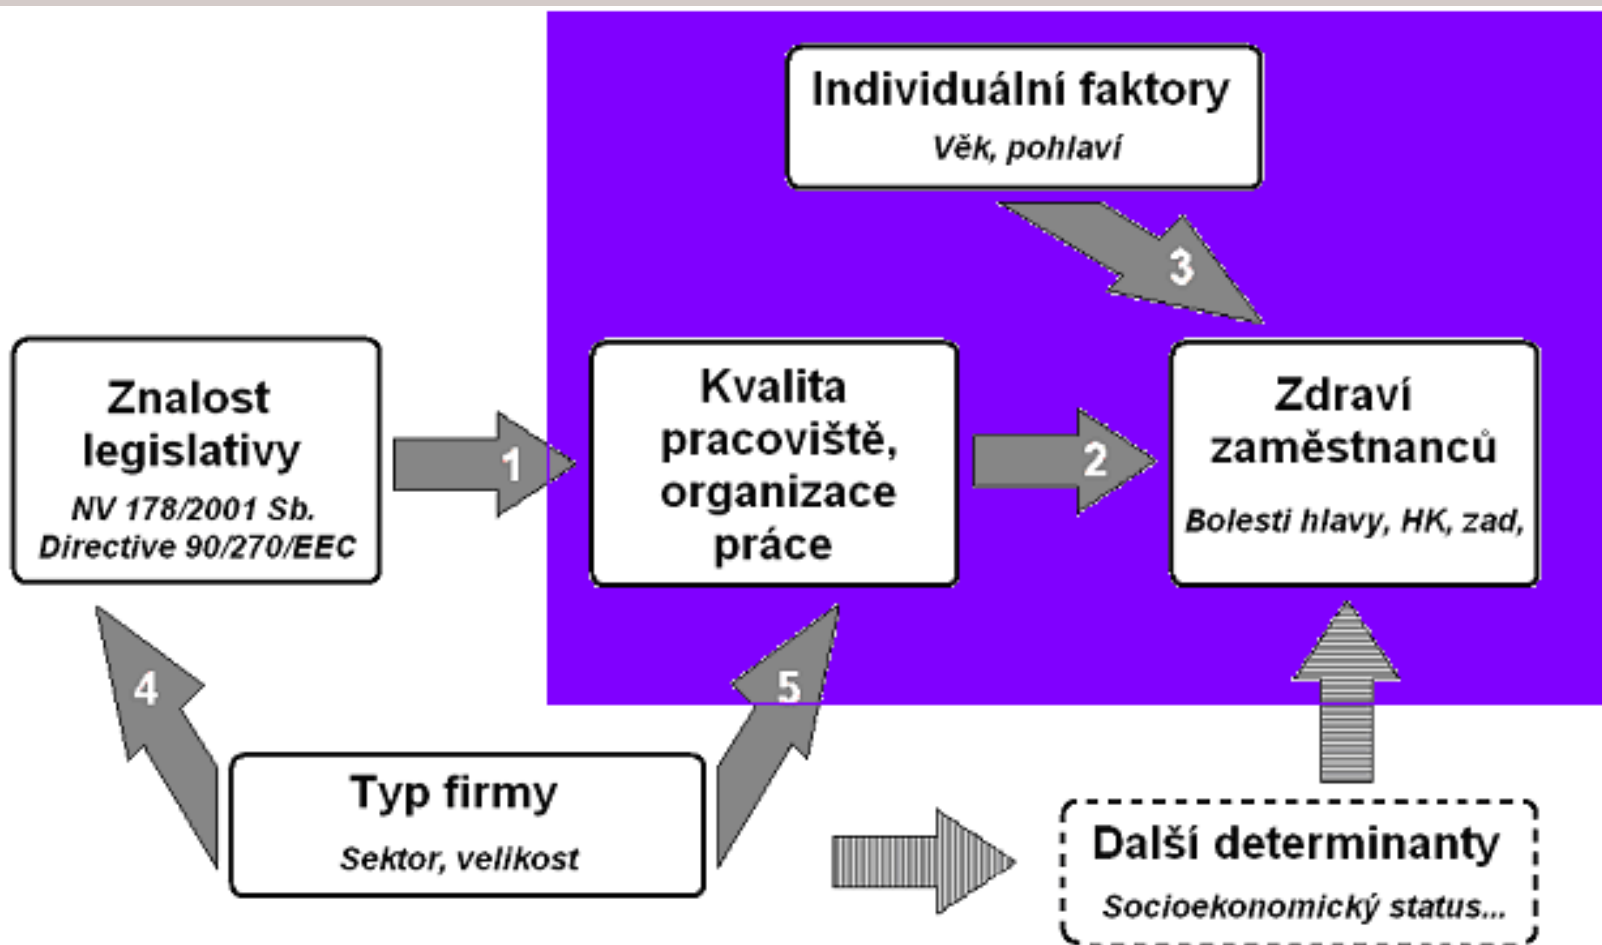 Individuální faktory
Věk, pohlaví
3
Znalost
legislativy
NV 178/2001 Sb.
Directive 90/270/EEC
1
Kvalita
pracoviště,
organizace
práce
2
Zdraví
zaměstnanců
Bolesti hlavy, HK, zad,
4
5
Typ firmy
Sektor, velikost
Další determinanty
Socioekonomický status...